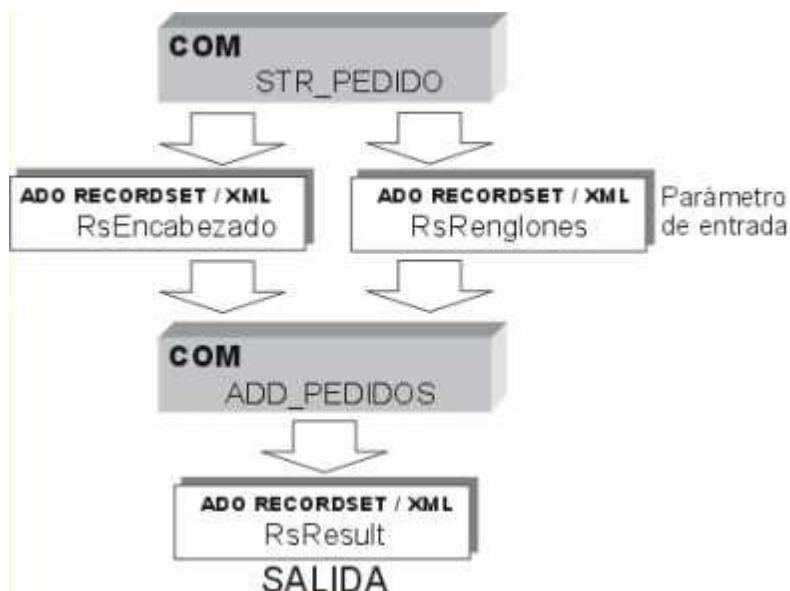 COM
STR_PEDIDO
ADO RECORDSET / XML
RsEncabezado
ADO RECORDSET / XML
RsRenglones
Parámetro
de entrada
COM
ADD_PEDIDOS
ADO RECORDSET / XML
RsResult
SALIDA